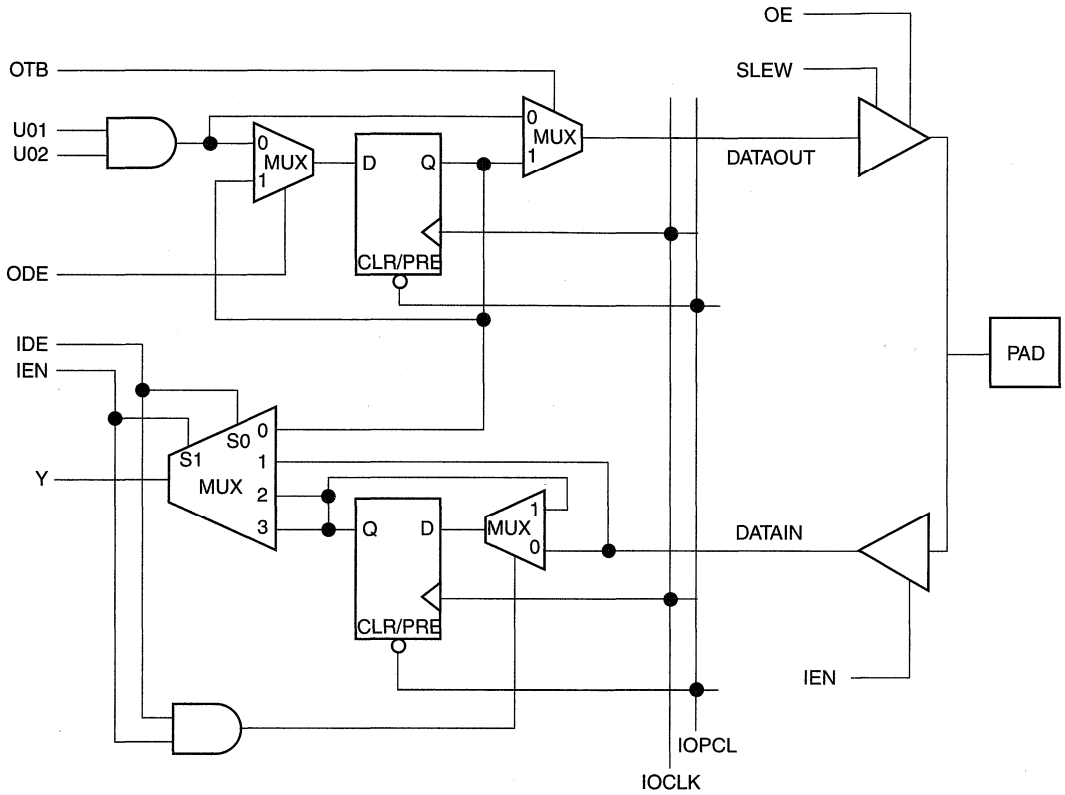 OE
OTB
SLEW
U01
U02
0
MUX
1
0
MUX
1
D
Q
DATAOUT
CLR/PRE
ODE
IDE
IEN
PAD
S0
S1
0
1
2
3
MUX
Y
Q
D
MUX
1
0
DATAIN
CLR/PRE
IEN
IOPCL
IOCLK